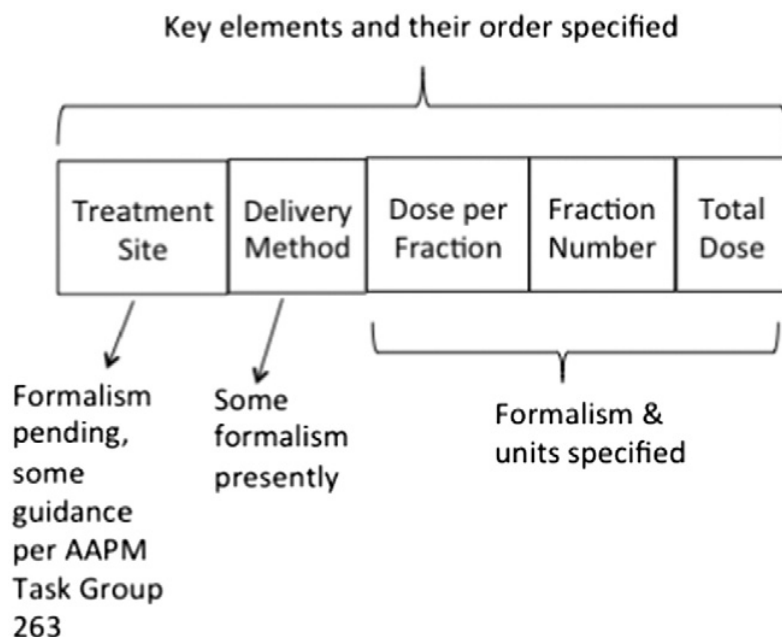 Key elements and their order specified
Treatment
Site
Delivery
Method
Dose per
Fraction
Fraction
Number
Total
Dose
Formalism
pending,
some
guidance
per AAPM
Task Group
263
Some
formalism
presently
Formalism &
units specified